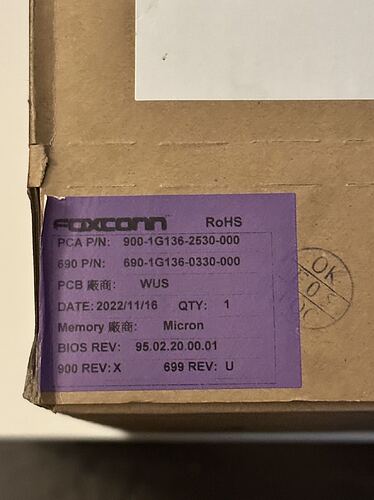 FOXCONN RoHS
PCA P/N: 900-1G136-2530-000
690 P/N: 690-1G136-0330-000
PCB 廠商: WUS
DATE: 2022/11/16 QTY: 1
Memory 廠商: Micron
BIOS REV: 95.02.20.00.01
900 REV: X 699 REV: U
OK